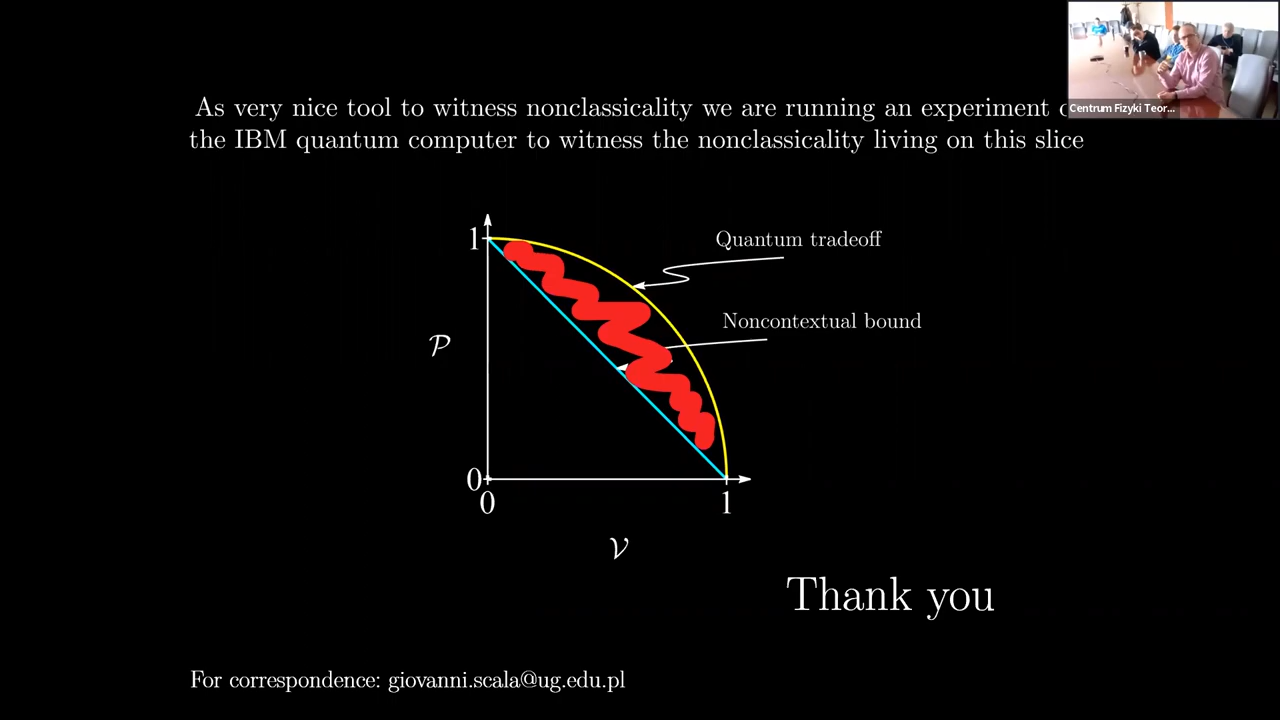 As very nice tool to witness nonclassicality we are running an experiment
the IBM quantum computer to witness the nonclassicality living on this slice
Centrum Fizyki Teor...
1
Quantum tradeoff
Noncontextual bound
𝒫
0
0
1
𝒱
Thank you
For correspondence: giovanni.scala@ug.edu.pl